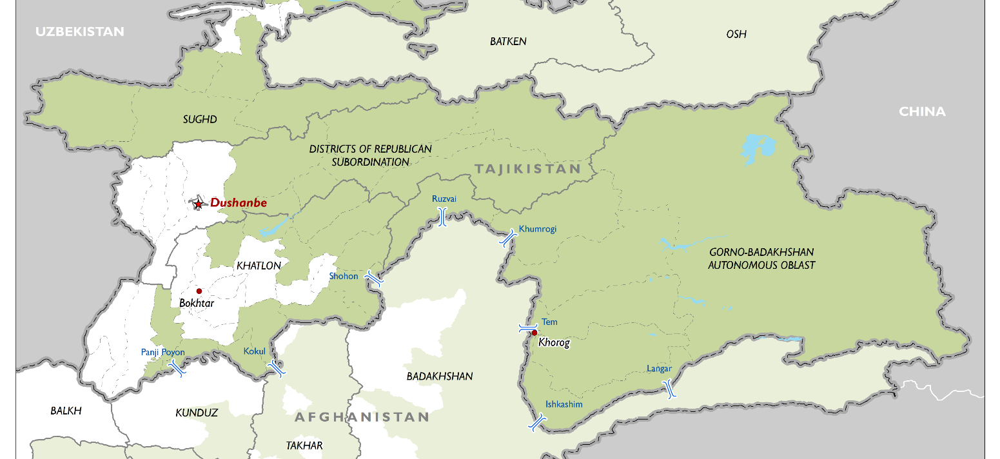 UZBEKISTAN
BATKEN
OSH
CHINA
SUGHD
DISTRICTS OF REPUBLICAN
SUBORDINATION
TAJIKISTAN
Dushanbe
Ruzvai
Khumrogi
GORNO-BADAKHSHAN
AUTONOMOUS OBLAST
KHATLON
Shohon
Bokhtar
Tem
Khorog
Panji Poyon
Kokul
Langar
BADAKHSHAN
Ishkashim
BALKH
KUNDUZ
AFGHANISTAN
TAKHAR